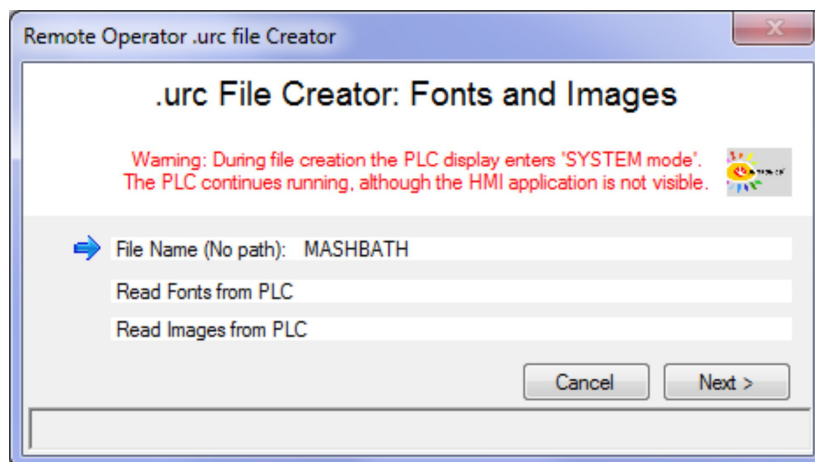 Remote Operator .urc file Creator
.urc File Creator: Fonts and Images
Warning: During file creation the PLC display enters 'SYSTEM mode'.
The PLC continues running, although the HMI application is not visible.
File Name (No path): MASHBATH
Read Fonts from PLC
Read Images from PLC
Cancel
Next >